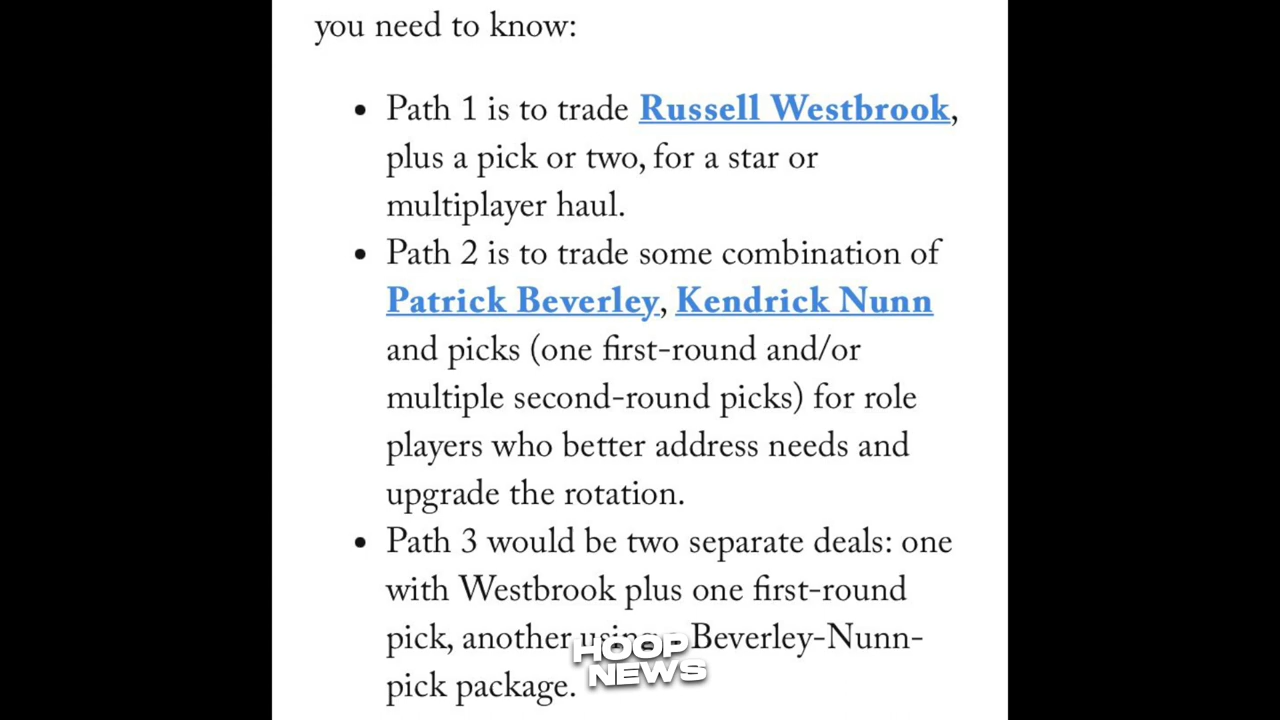 you need to know:
• Path 1 is to trade Russell Westbrook,
plus a pick or two, for a star or
multiplayer haul.
• Path 2 is to trade some combination of
Patrick Beverley, Kendrick Nunn
and picks (one first-round and/or
multiple second-round picks) for role
players who better address needs and
upgrade the rotation.
• Path 3 would be two separate deals: one
with Westbrook plus one first-round
pick, another Beverley-Nunn-
pick package.
HOOP
NEWS